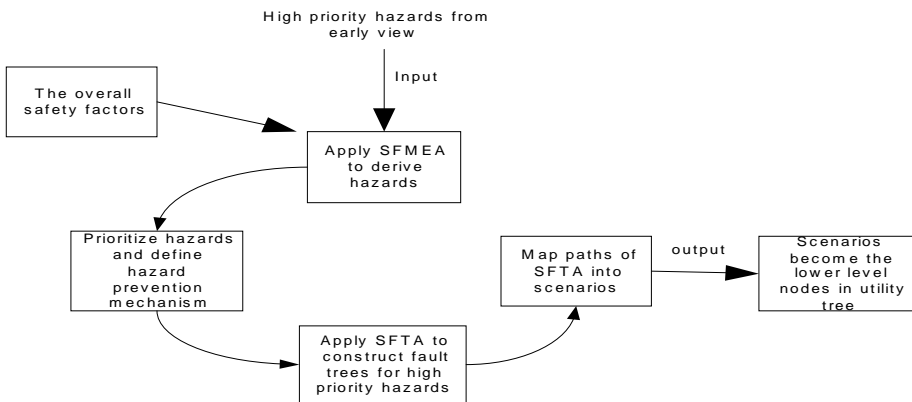 High priority hazards from
early view
Input
The overall
safety factors
Apply SFMEA
to derive
hazards
Prioritize hazards
and define
hazard
prevention
mechanism
Apply SFTA to
construct fault
trees for high
priority hazards
Map paths of
SFTA into
scenarios
output
Scenarios
become the
lower level
nodes in utility
tree